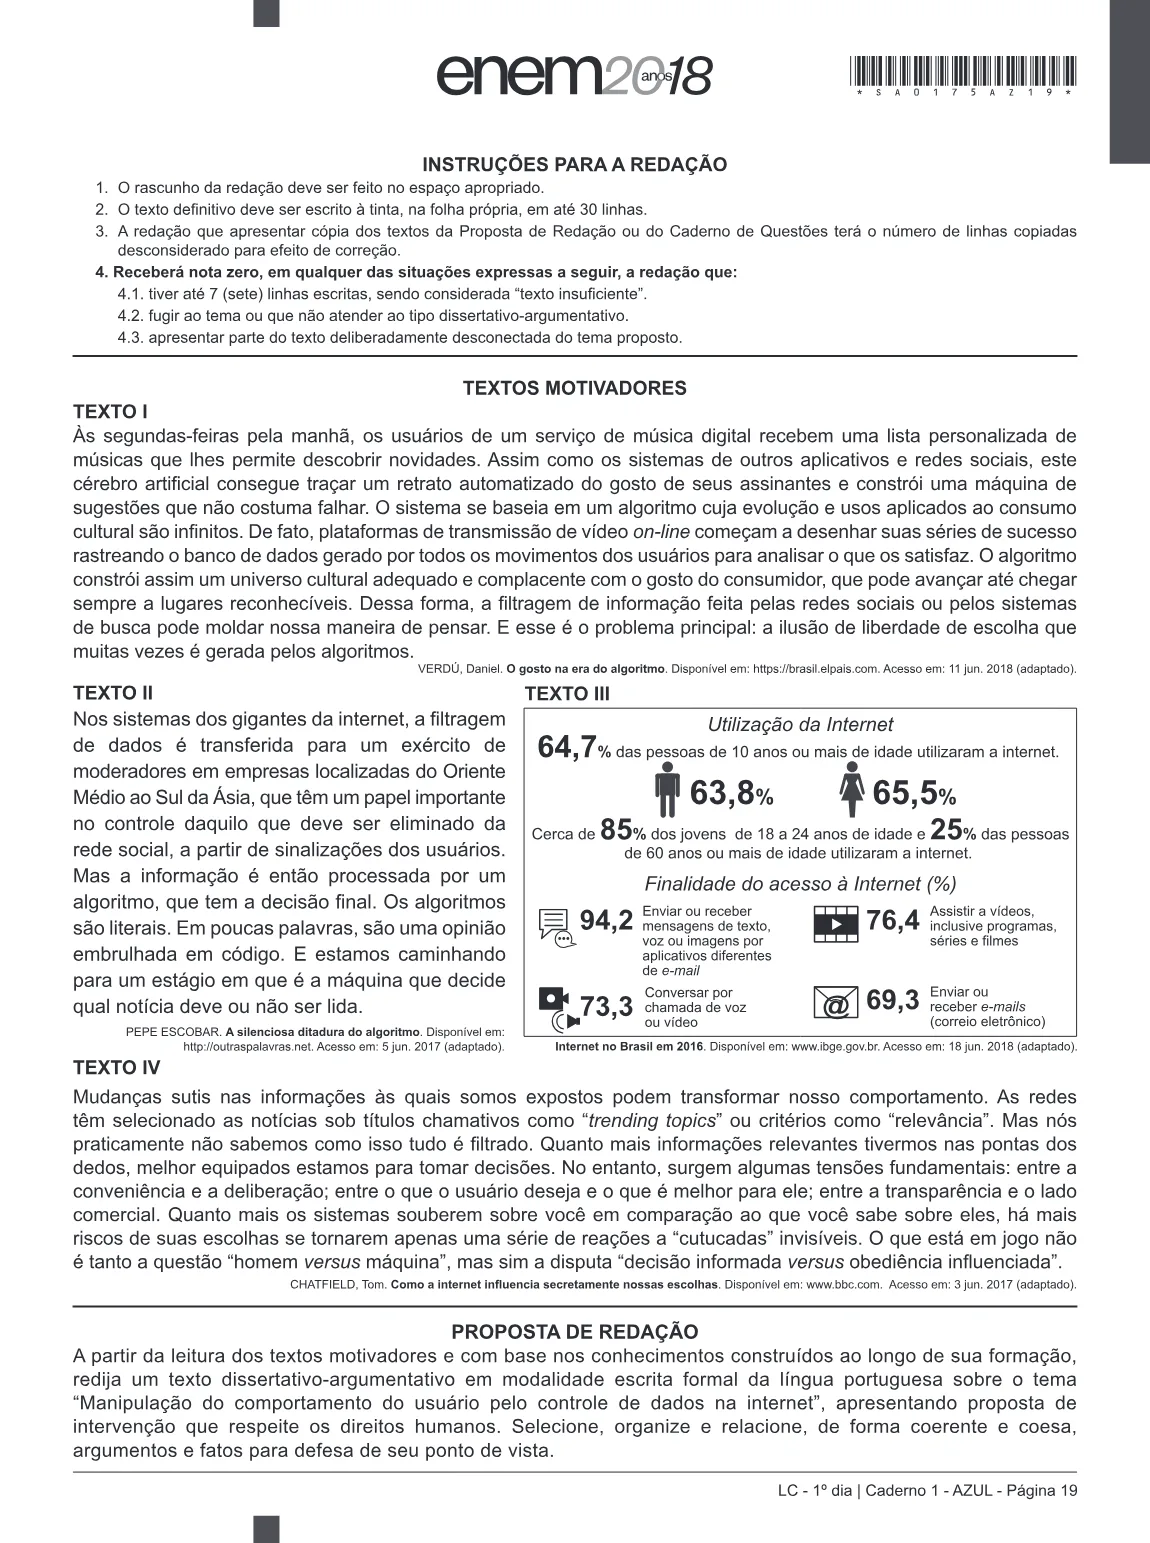 enem20anos18
* S A 0 1 7 5 A Z 1 9 *
INSTRUÇÕES PARA A REDAÇÃO
1. O rascunho da redação deve ser feito no espaço apropriado.
2. O texto definitivo deve ser escrito à tinta, na folha própria, em até 30 linhas.
3. A redação que apresentar cópia dos textos da Proposta de Redação ou do Caderno de Questões terá o número de linhas copiadas
desconsiderado para efeito de correção.
4. Receberá nota zero, em qualquer das situações expressas a seguir, a redação que:
4.1. tiver até 7 (sete) linhas escritas, sendo considerada “texto insuficiente”.
4.2. fugir ao tema ou que não atender ao tipo dissertativo-argumentativo.
4.3. apresentar parte do texto deliberadamente desconectada do tema proposto.
TEXTOS MOTIVADORES
TEXTO I
Às segundas-feiras pela manhã, os usuários de um serviço de música digital recebem uma lista personalizada de
músicas que lhes permite descobrir novidades. Assim como os sistemas de outros aplicativos e redes sociais, este
cérebro artificial consegue traçar um retrato automatizado do gosto de seus assinantes e constrói uma máquina de
sugestões que não costuma falhar. O sistema se baseia em um algoritmo cuja evolução e usos aplicados ao consumo
cultural são infinitos. De fato, plataformas de transmissão de vídeo on-line começam a desenhar suas séries de sucesso
rastreando o banco de dados gerado por todos os movimentos dos usuários para analisar o que os satisfaz. O algoritmo
constrói assim um universo cultural adequado e complacente com o gosto do consumidor, que pode avançar até chegar
sempre a lugares reconhecíveis. Dessa forma, a filtragem de informação feita pelas redes sociais ou pelos sistemas
de busca pode moldar nossa maneira de pensar. E esse é o problema principal: a ilusão de liberdade de escolha que
muitas vezes é gerada pelos algoritmos.
VERDÚ, Daniel. O gosto na era do algoritmo. Disponível em: https://brasil.elpais.com. Acesso em: 11 jun. 2018 (adaptado).
TEXTO II
Nos sistemas dos gigantes da internet, a filtragem
de dados é transferida para um exército de
moderadores em empresas localizadas do Oriente
Médio ao Sul da Ásia, que têm um papel importante
no controle daquilo que deve ser eliminado da
rede social, a partir de sinalizações dos usuários.
Mas a informação é então processada por um
algoritmo, que tem a decisão final. Os algoritmos
são literais. Em poucas palavras, são uma opinião
embrulhada em código. E estamos caminhando
para um estágio em que é a máquina que decide
qual notícia deve ou não ser lida.
PEPE ESCOBAR. A silenciosa ditadura do algoritmo. Disponível em:
http://outraspalavras.net. Acesso em: 5 jun. 2017 (adaptado).
TEXTO III
Utilização da Internet
64,7% das pessoas de 10 anos ou mais de idade utilizaram a internet.
63,8% 65,5%
Cerca de 85% dos jovens de 18 a 24 anos de idade e 25% das pessoas
de 60 anos ou mais de idade utilizaram a internet.
Finalidade do acesso à Internet (%)
94,2 Enviar ou receber
mensagens de texto,
voz ou imagens por
aplicativos diferentes
de e-mail
76,4 Assistir a vídeos,
inclusive programas,
séries e filmes
73,3 Conversar por
chamada de voz
ou vídeo
@ 69,3 Enviar ou
receber e-mails
(correio eletrônico)
Internet no Brasil em 2016. Disponível em: www.ibge.gov.br. Acesso em: 18 jun. 2018 (adaptado).
TEXTO IV
Mudanças sutis nas informações às quais somos expostos podem transformar nosso comportamento. As redes
têm selecionado as notícias sob títulos chamativos como “trending topics” ou critérios como “relevância”. Mas nós
praticamente não sabemos como isso tudo é filtrado. Quanto mais informações relevantes tivermos nas pontas dos
dedos, melhor equipados estamos para tomar decisões. No entanto, surgem algumas tensões fundamentais: entre a
conveniência e a deliberação; entre o que o usuário deseja e o que é melhor para ele; entre a transparência e o lado
comercial. Quanto mais os sistemas souberem sobre você em comparação ao que você sabe sobre eles, há mais
riscos de suas escolhas se tornarem apenas uma série de reações a “cutucadas” invisíveis. O que está em jogo não
é tanto a questão “homem versus máquina”, mas sim a disputa “decisão informada versus obediência influenciada”.
CHATFIELD, Tom. Como a internet influencia secretamente nossas escolhas. Disponível em: www.bbc.com. Acesso em: 3 jun. 2017 (adaptado).
PROPOSTA DE REDAÇÃO
A partir da leitura dos textos motivadores e com base nos conhecimentos construídos ao longo de sua formação,
redija um texto dissertativo-argumentativo em modalidade escrita formal da língua portuguesa sobre o tema
“Manipulação do comportamento do usuário pelo controle de dados na internet”, apresentando proposta de
intervenção que respeite os direitos humanos. Selecione, organize e relacione, de forma coerente e coesa,
argumentos e fatos para defesa de seu ponto de vista.
LC - 1º dia | Caderno 1 - AZUL - Página 19